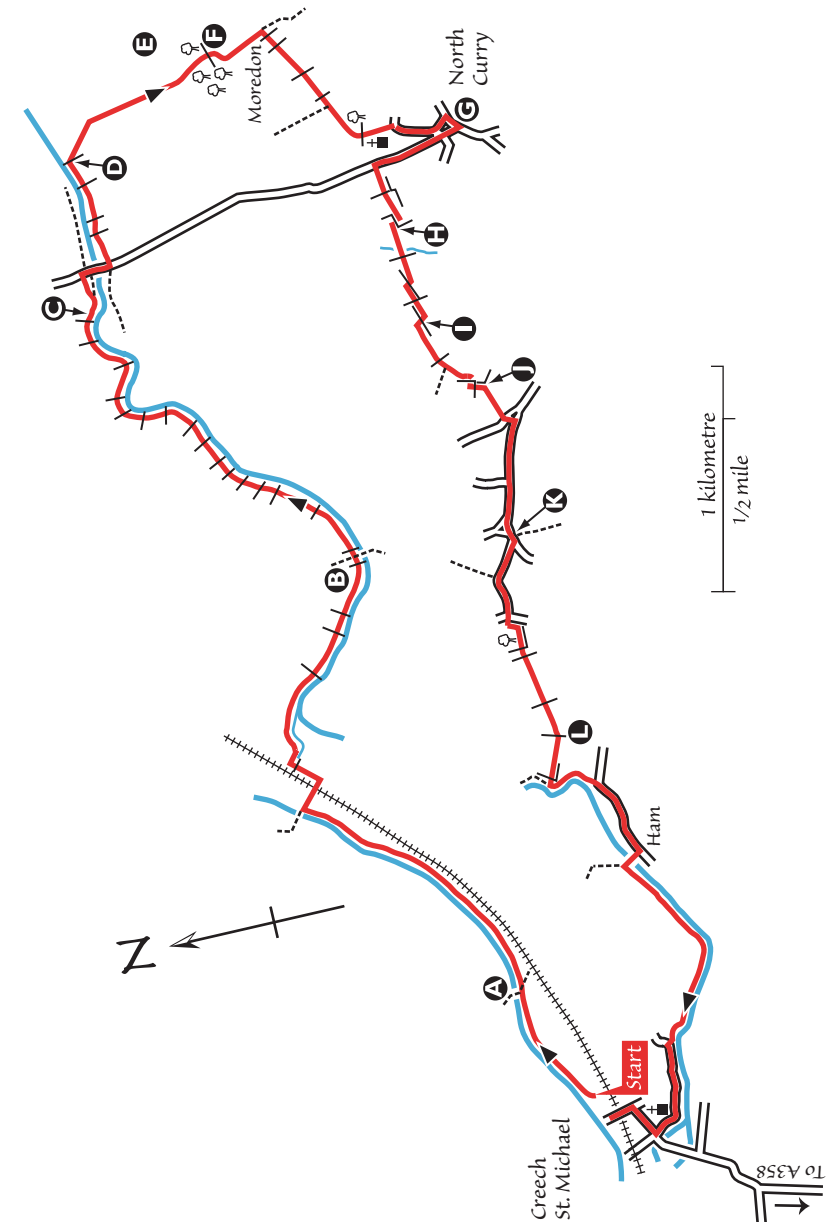 E
F
Moredon
North
Curry
G
D
C
H
I
J
B
K
1 kilometre
1/2 mile
L
Ham
N
A
Start
Creech
St. Michael
To A358